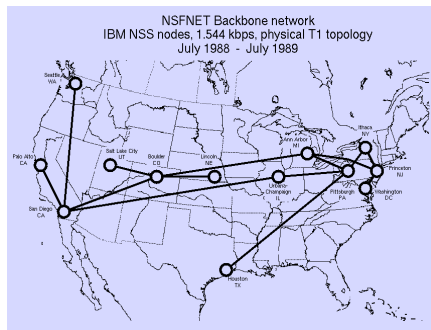 NSFNET Backbone network
IBM NSS nodes, 1.544 kbps, physical T1 topology
July 1988 - July 1989
Seattle
WA
Palo Alto
CA
San Diego
CA
Salt Lake City
UT
Boulder
CO
Lincoln
NE
Urbana-
Champaign
IL
Ann Arbor
MI
Ithaca
NY
Pittsburgh
PA
Princeton
NJ
Washington
DC
Houston
TX